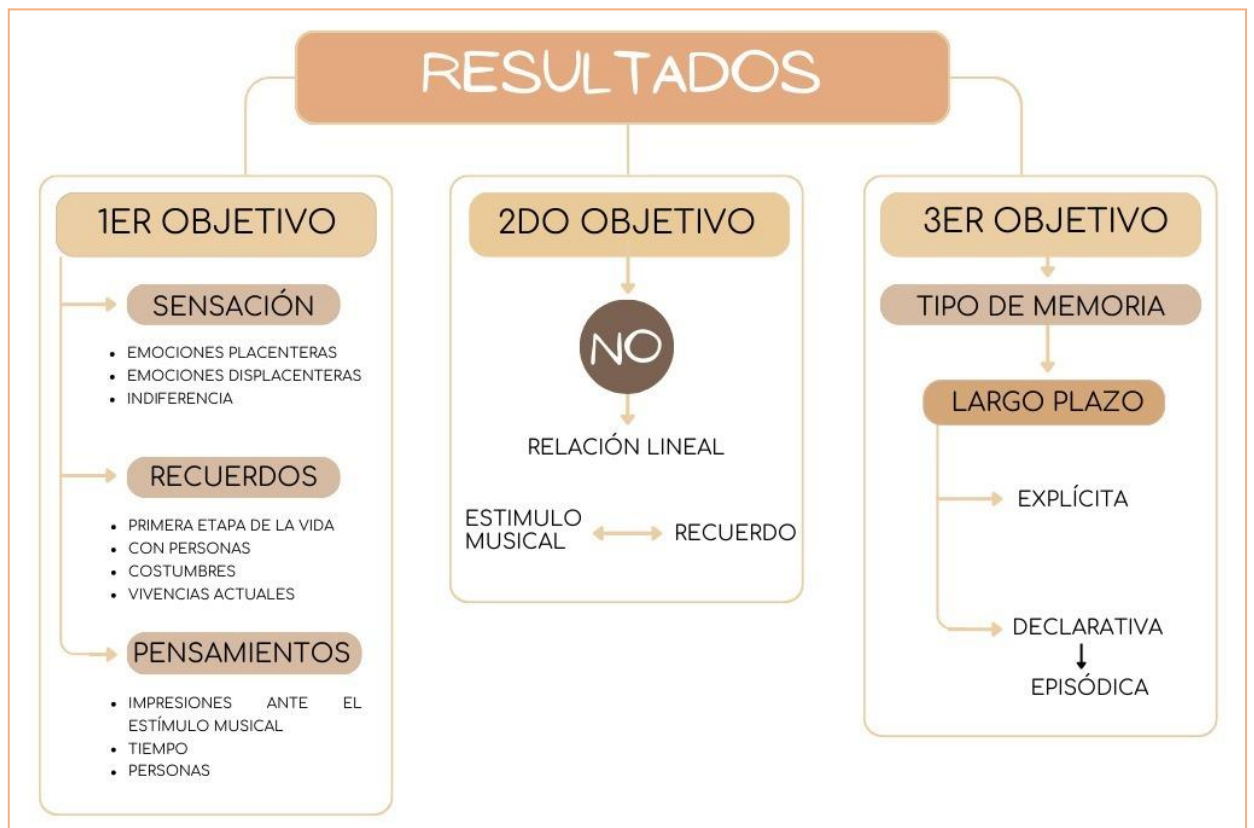 RESULTADOS
1ER OBJETIVO
SENSACIÓN
• EMOCIONES PLACENTERAS
• EMOCIONES DISPLACENTERAS
• INDIFERENCIA
RECUERDOS
• PRIMERA ETAPA DE LA VIDA
• CON PERSONAS
• COSTUMBRES
• VIVENCIAS ACTUALES
PENSAMIENTOS
• IMPRESIONES ANTE EL
ESTÍMULO MUSICAL
• TIEMPO
• PERSONAS
2DO OBJETIVO
NO
RELACIÓN LINEAL
ESTIMULO
MUSICAL
RECUERDO
3ER OBJETIVO
TIPO DE MEMORIA
LARGO PLAZO
EXPLÍCITA
DECLARATIVA
EPISÓDICA